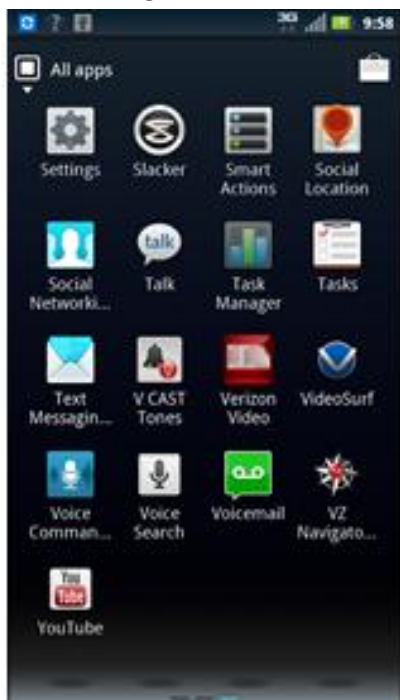 3G 9:58
All apps
Settings Slacker Smart Actions Social Location
talk
Social Networki... Talk Task Manager Tasks
Text Messagin... V CAST Tones Verizon Video VideoSurf
Voice Comman... Voice Search Voicemail VZ Navigato...
You Tube
YouTube